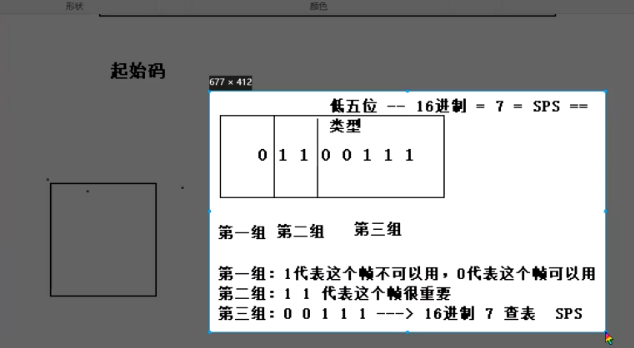 形状
颜色
起始码
677 × 412
低五位 -- 16进制 = 7 = SPS ==
类型
0 1 1 0 0 1 1 1
第一组 第二组 第三组
第一组：1代表这个帧不可以用，0代表这个帧可以用
第二组：1 1 代表这个帧很重要
第三组：0 0 1 1 1 ---> 16进制 7 查表 SPS